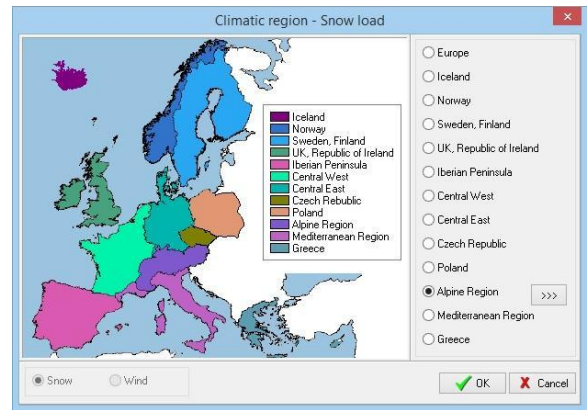 Climatic region - Snow load
Iceland
Norway
Sweden, Finland
UK, Republic of Ireland
Iberian Peninsula
Central West
Central East
Czech Rebublic
Poland
Alpine Region
Mediterranean Region
Greece
Europe
Iceland
Norway
Sweden, Finland
UK, Republic of Ireland
Iberian Peninsula
Central West
Central East
Czech Republic
Poland
Alpine Region
>>>
Mediterranean Region
Greece
Snow
Wind
OK
Cancel